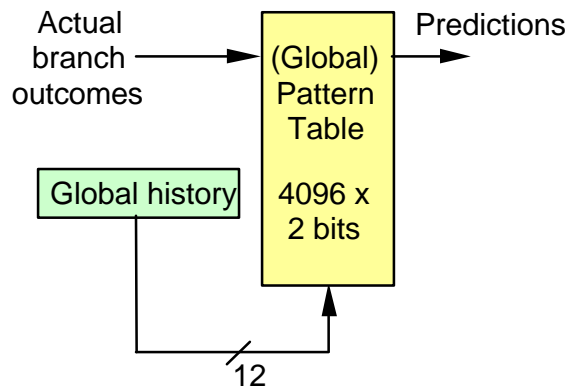 Actual
branch
outcomes
(Global)
Pattern
Table
4096 x
2 bits
Predictions
Global history
12